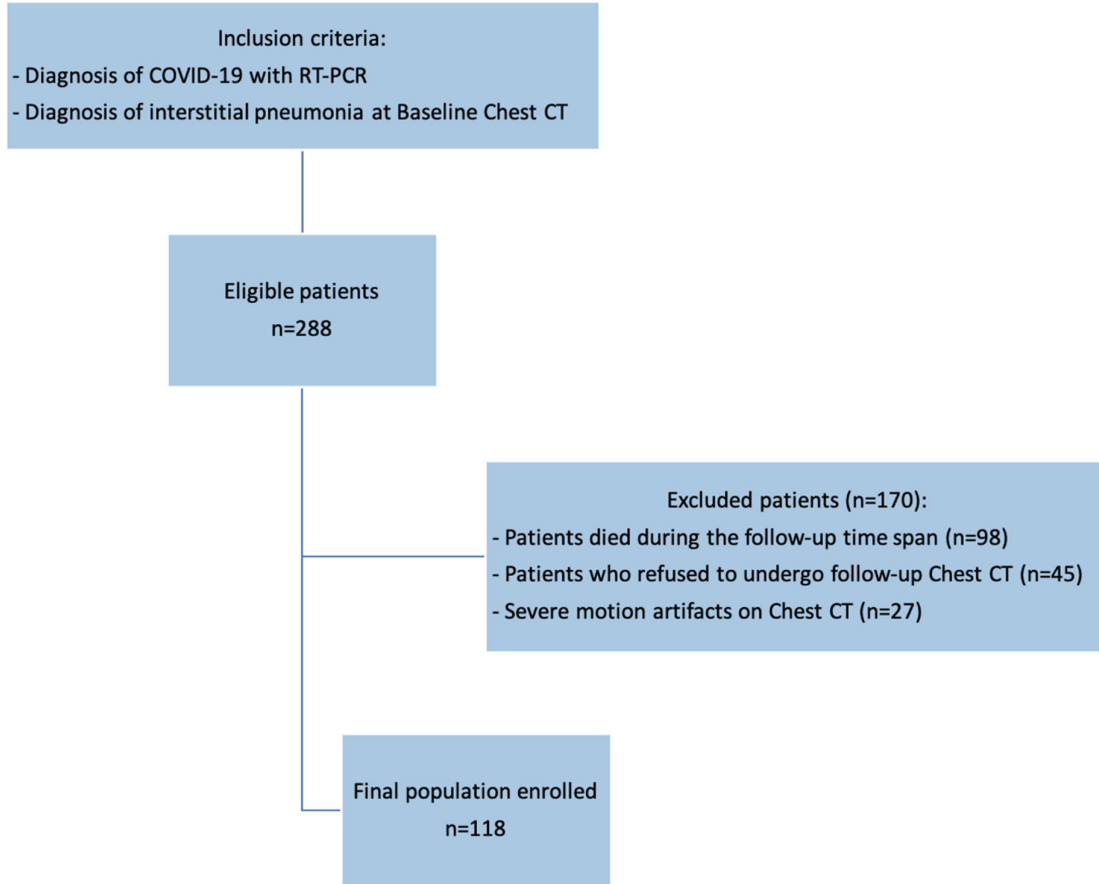 Inclusion criteria:
- Diagnosis of COVID-19 with RT-PCR
- Diagnosis of interstitial pneumonia at Baseline Chest CT
Eligible patients
n=288
Excluded patients (n=170):
- Patients died during the follow-up time span (n=98)
- Patients who refused to undergo follow-up Chest CT (n=45)
- Severe motion artifacts on Chest CT (n=27)
Final population enrolled
n=118